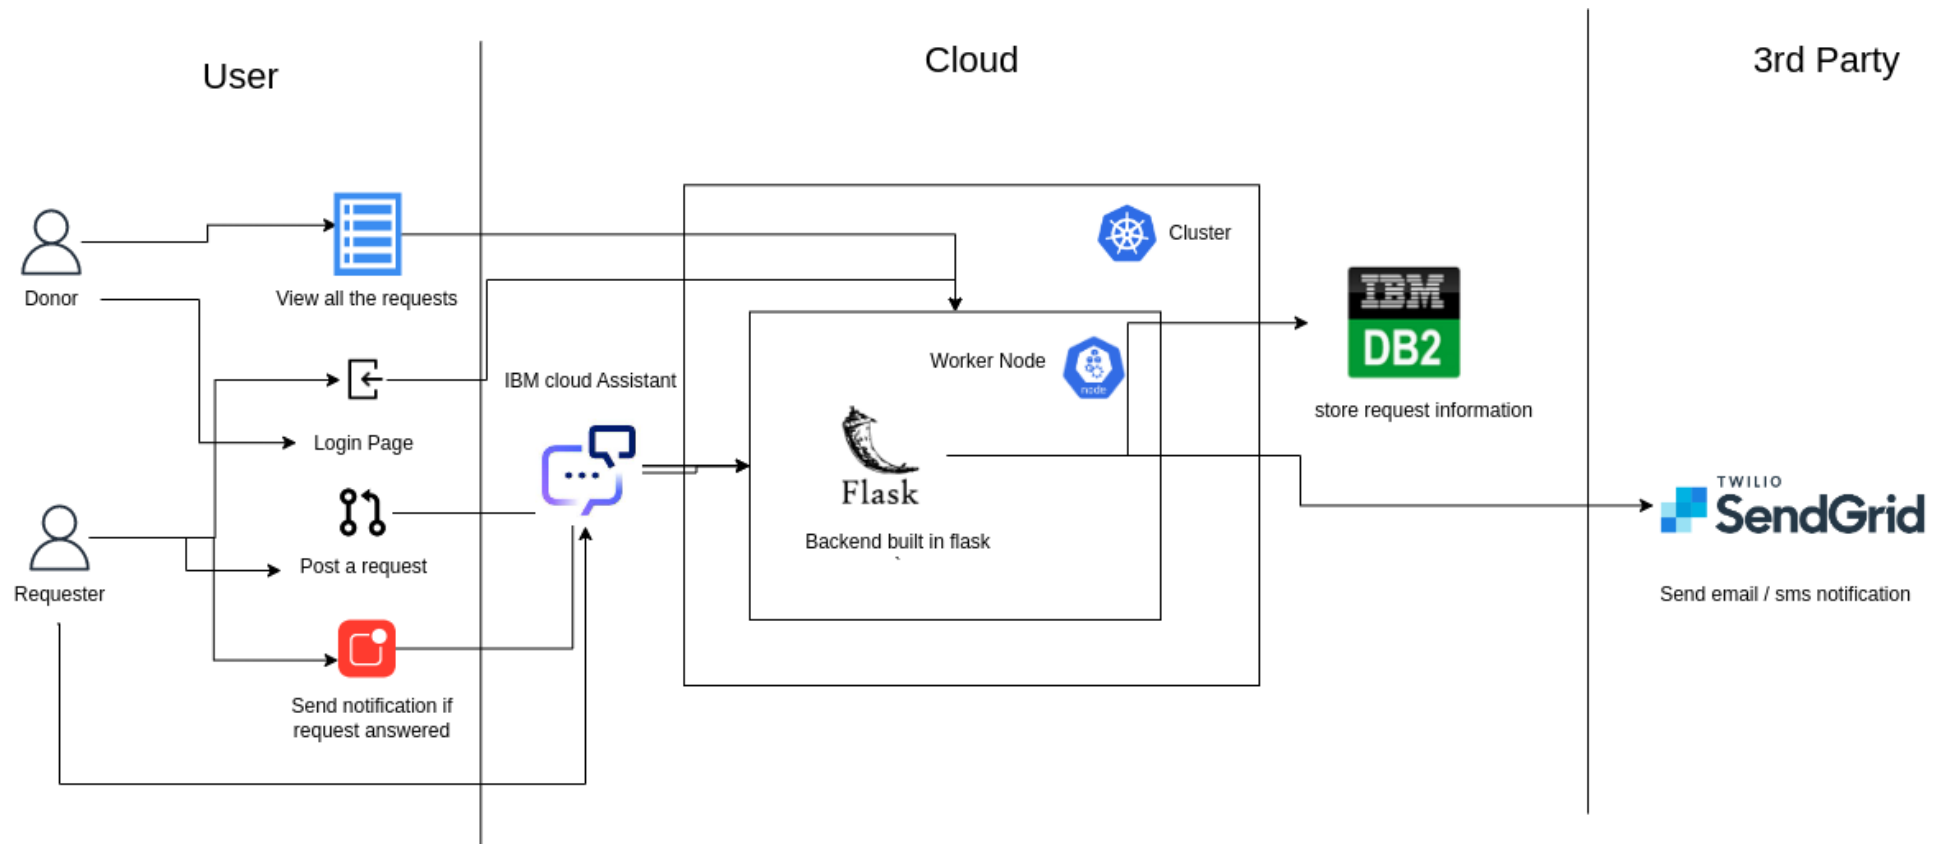 User
Cloud
3rd Party
Donor
View all the requests
Login Page
Requester
Post a request
Send notification if
request answered
IBM cloud Assistant
Cluster
Worker Node
node
Flask
Backend built in flask
`
IBM
DB2
store request information
TWILIO
SendGrid
Send email / sms notification